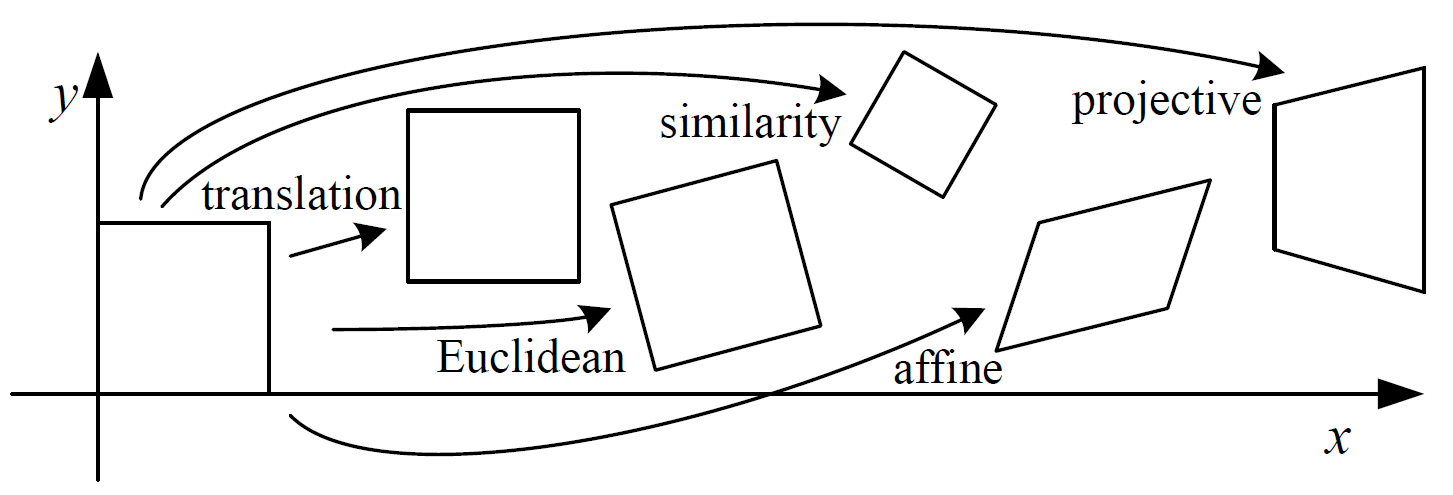 y
similarity
projective
translation
Euclidean
affine
x